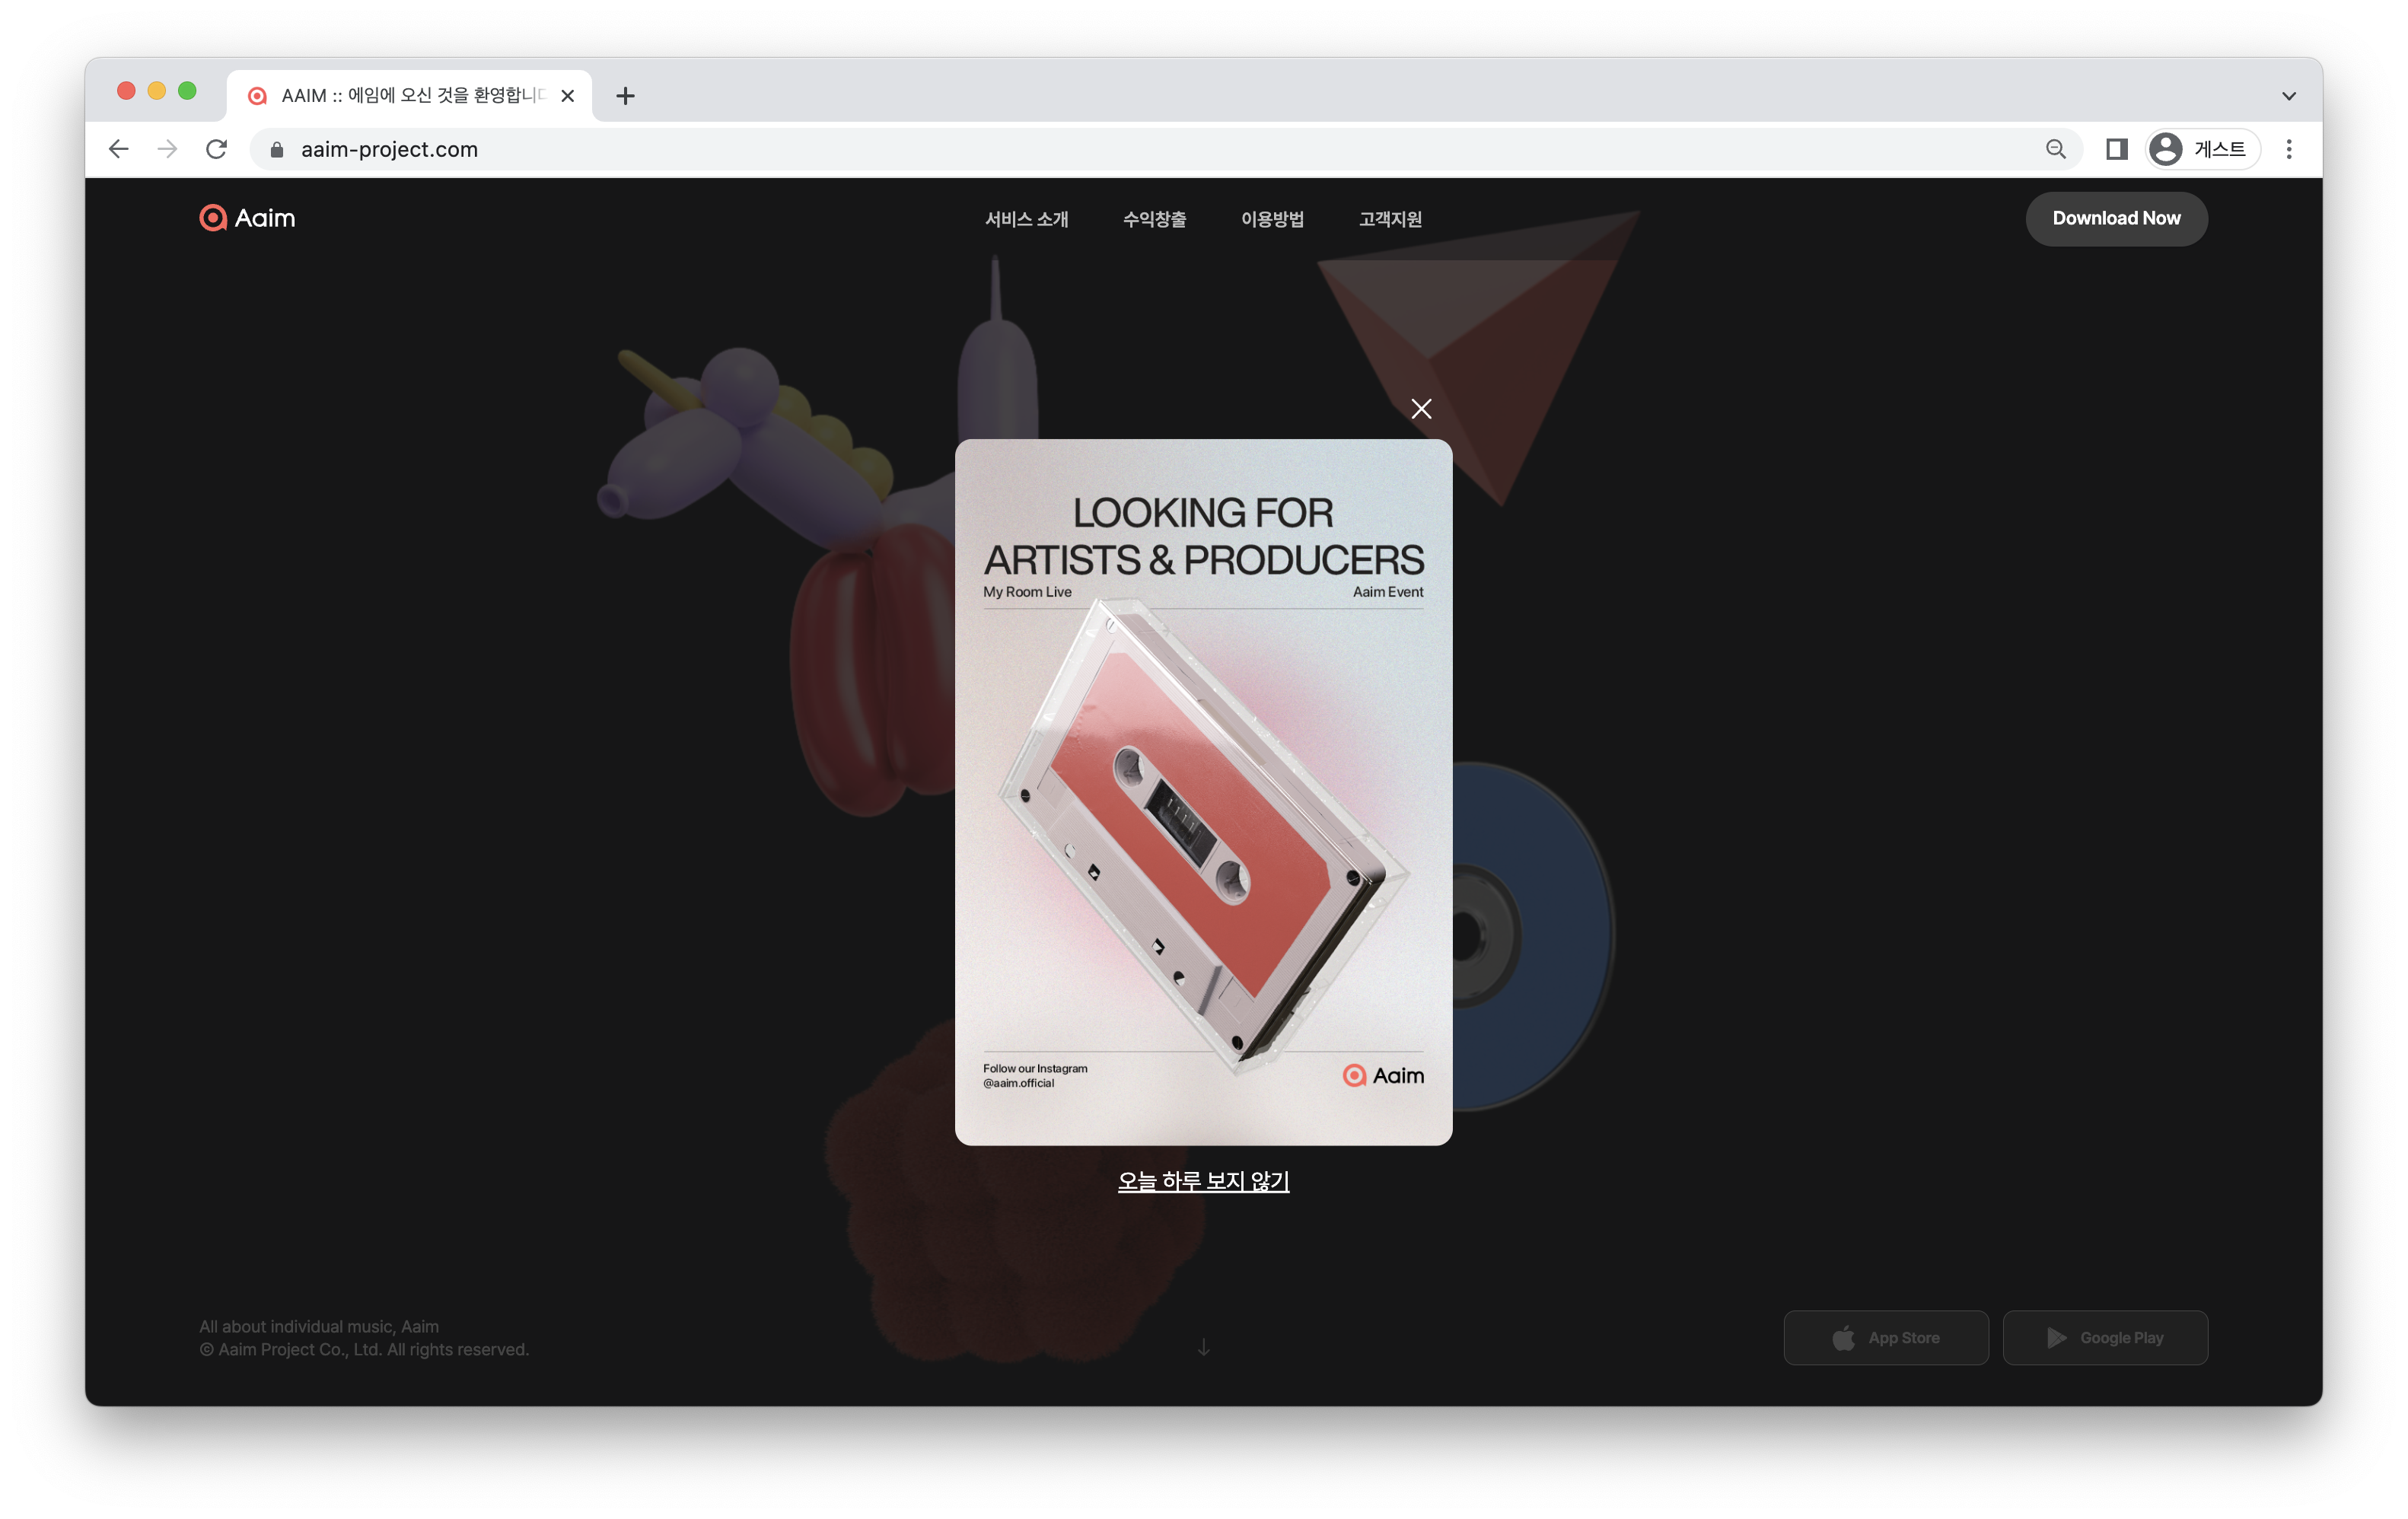 AAIM :: 에임에 오신 것을 환영합니
aaim-project.com
게스트
Aaim
서비스 소개
수익창출
이용방법
고객지원
Download Now
LOOKING FOR
ARTISTS & PRODUCERS
My Room Live
Aaim Event
Follow our Instagram
@aaim.official
Aaim
오늘 하루 보지 않기
All about individual music, Aaim
© Aaim Project Co., Ltd. All rights reserved.
App Store
Google Play